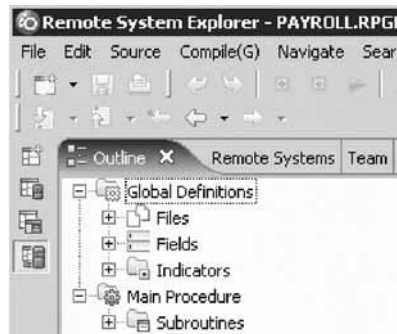 Remote System Explorer - PAYROLL.RPG
File Edit Source Compile(G) Navigate Sear
Outline Remote Systems Team
Global Definitions
Files
Fields
Indicators
Main Procedure
Subroutines